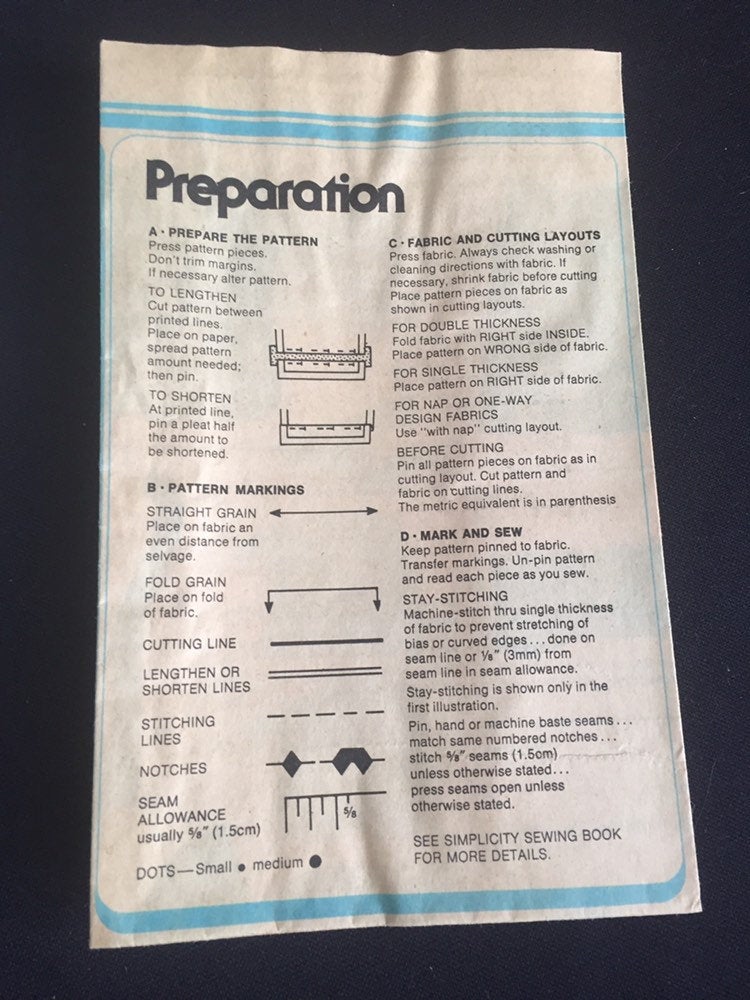 Preparation
A • PREPARE THE PATTERN
Press pattern pieces.
Don't trim margins.
If necessary alter pattern.
TO LENGTHEN
Cut pattern between
printed lines.
Place on paper,
spread pattern
amount needed;
then pin.
TO SHORTEN
At printed line,
pin a pleat half
the amount to
be shortened.
B • PATTERN MARKINGS
STRAIGHT GRAIN
Place on fabric an
even distance from
selvage.
FOLD GRAIN
Place on fold
of fabric.
CUTTING LINE
LENGTHEN OR
SHORTEN LINES
STITCHING
LINES
NOTCHES
SEAM
ALLOWANCE
usually ⅝" (1.5cm)
⅝
DOTS—Small • medium ●
C • FABRIC AND CUTTING LAYOUTS
Press fabric. Always check washing or
cleaning directions with fabric. If
necessary, shrink fabric before cutting
Place pattern pieces on fabric as
shown in cutting layouts.
FOR DOUBLE THICKNESS
Fold fabric with RIGHT side INSIDE.
Place pattern on WRONG side of fabric.
FOR SINGLE THICKNESS
Place pattern on RIGHT side of fabric.
FOR NAP OR ONE-WAY
DESIGN FABRICS
Use "with nap" cutting layout.
BEFORE CUTTING
Pin all pattern pieces on fabric as in
cutting layout. Cut pattern and
fabric on cutting lines.
The metric equivalent is in parenthesis
D • MARK AND SEW
Keep pattern pinned to fabric.
Transfer markings. Un-pin pattern
and read each piece as you sew.
STAY-STITCHING
Machine-stitch thru single thickness
of fabric to prevent stretching of
bias or curved edges...done on
seam line or ⅛" (3mm) from
seam line in seam allowance.
Stay-stitching is shown only in the
first illustration.
Pin, hand or machine baste seams...
match same numbered notches...
stitch ⅝" seams (1.5cm)
unless otherwise stated...
press seams open unless
otherwise stated.
SEE SIMPLICITY SEWING BOOK
FOR MORE DETAILS.